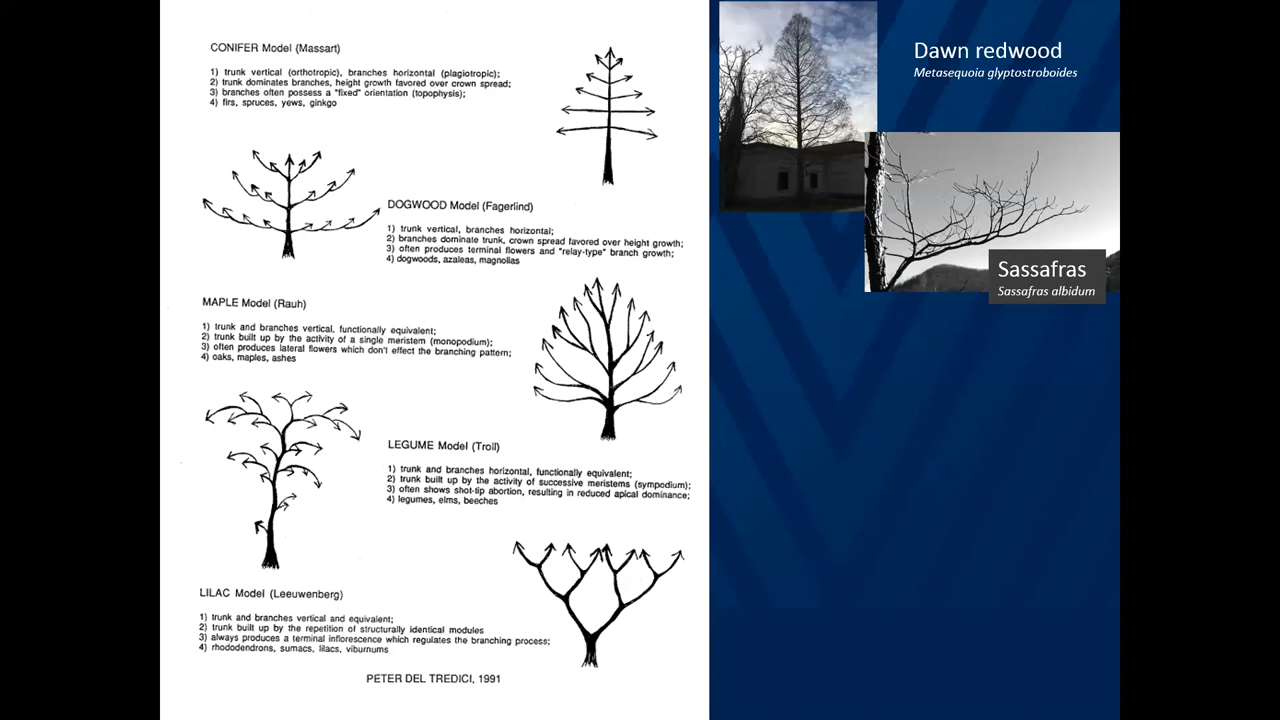 CONIFER Model (Massart)
1) trunk vertical (orthotropic), branches horizontal (plagiotropic);
2) trunk dominates branches, height growth favored over crown spread;
3) branches often possess a "fixed" orientation (topophysis);
4) firs, spruces, yews, ginkgo
DOGWOOD Model (Fagerlind)
1) trunk vertical, branches horizontal;
2) branches dominate trunk, crown spread favored over height growth;
3) often produces terminal flowers and "relay-type" branch growth;
4) dogwoods, azaleas, magnolias
MAPLE Model (Rauh)
1) trunk and branches vertical, functionally equivalent;
2) trunk built up by the activity of a single meristem (monopodium);
3) often produces lateral flowers which don't effect the branching pattern;
4) oaks, maples, ashes
LEGUME Model (Troll)
1) trunk and branches horizontal, functionally equivalent;
2) trunk built up by the activity of successive meristems (sympodium);
3) often shows shot-tip abortion, resulting in reduced apical dominance;
4) legumes, elms, beeches
LILAC Model (Leeuwenberg)
1) trunk and branches vertical and equivalent;
2) trunk built up by the repetition of structurally identical modules
3) always produces a terminal inflorescence which regulates the branching process;
4) rhododendrons, sumacs, lilacs, viburnums
PETER DEL TREDICI, 1991
Dawn redwood
Metasequoia glyptostroboides
Sassafras
Sassafras albidum